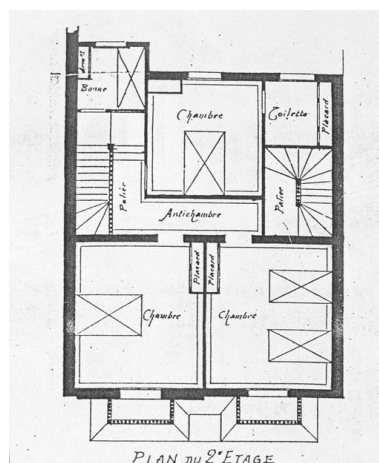 Bonne
Chambre
Toilette
Placard
Palier
Palier
Antichambre
Placard
Placard
Chambre
Chambre
PLAN DU 2ᵉ ETAGE